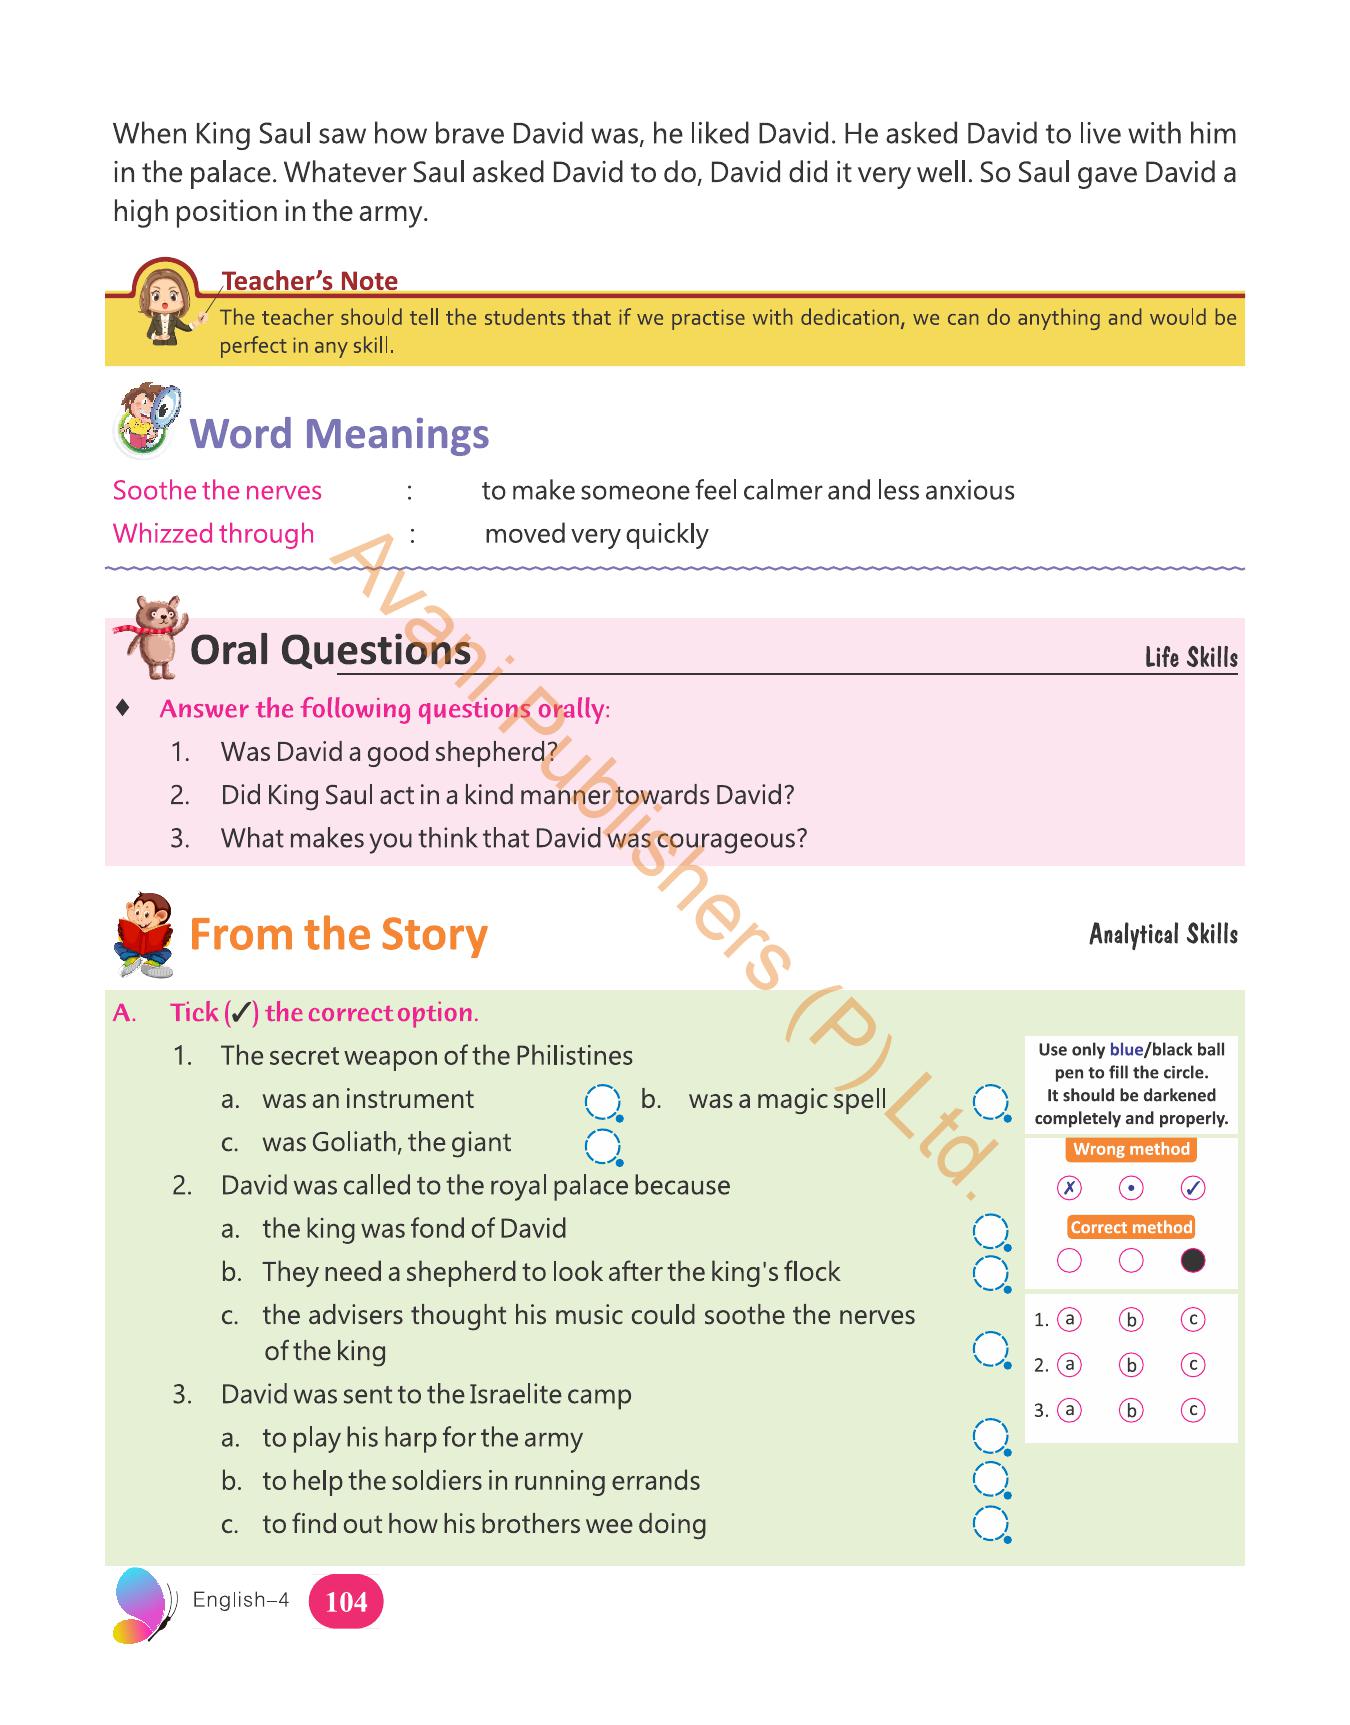 When King Saul saw how brave David was, he liked David. He asked David to live with him
in the palace. Whatever Saul asked David to do, David did it very well. So Saul gave David a
high position in the army.
Teacher's Note
The teacher should tell the students that if we practise with dedication, we can do anything and would be
perfect in any skill.
Word Meanings
Soothe the nerves : to make someone feel calmer and less anxious
Whizzed through : moved very quickly
Oral Questions
Life Skills
♦ Answer the following questions orally:
1. Was David a good shepherd?
2. Did King Saul act in a kind manner towards David?
3. What makes you think that David was courageous?
From the Story
Analytical Skills
A. Tick (✓) the correct option.
1. The secret weapon of the Philistines
a. was an instrument b. was a magic spell
c. was Goliath, the giant
2. David was called to the royal palace because
a. the king was fond of David
b. They need a shepherd to look after the king's flock
c. the advisers thought his music could soothe the nerves
of the king
3. David was sent to the Israelite camp
a. to play his harp for the army
b. to help the soldiers in running errands
c. to find out how his brothers wee doing
Use only blue/black ball
pen to fill the circle.
It should be darkened
completely and properly.
Wrong method
✗ • ✓
Correct method
1. a b c
2. a b c
3. a b c
English–4 104
Avani Publishers (P) Ltd.